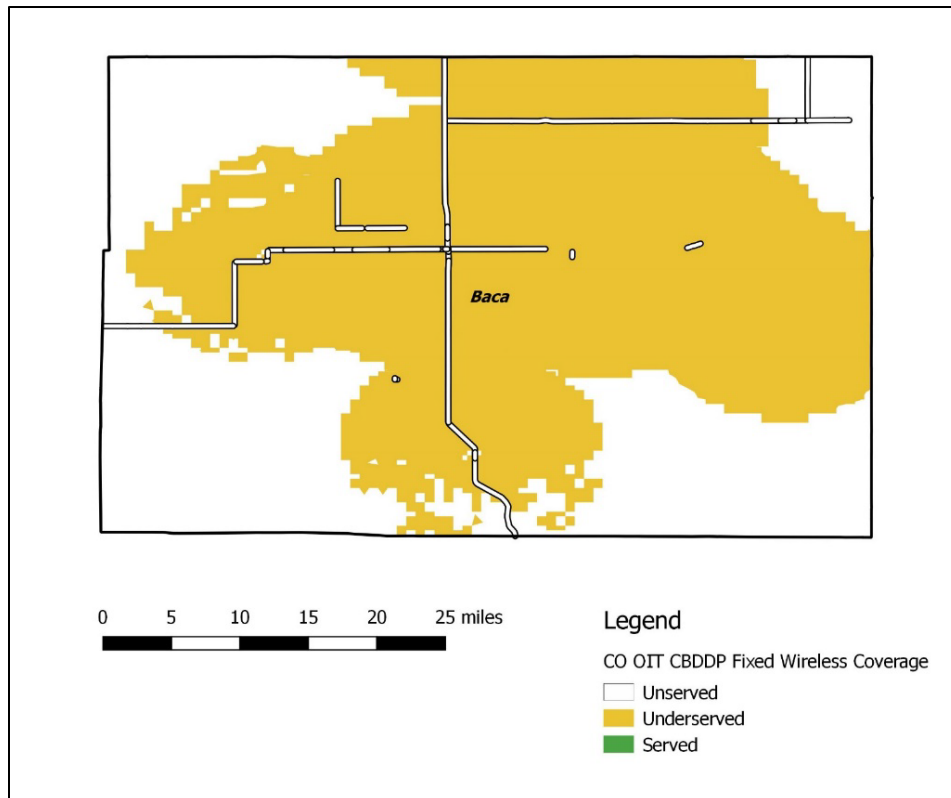 Baca
0 5 10 15 20 25 miles
Legend
CO OIT CBDDP Fixed Wireless Coverage
Unserved
Underserved
Served